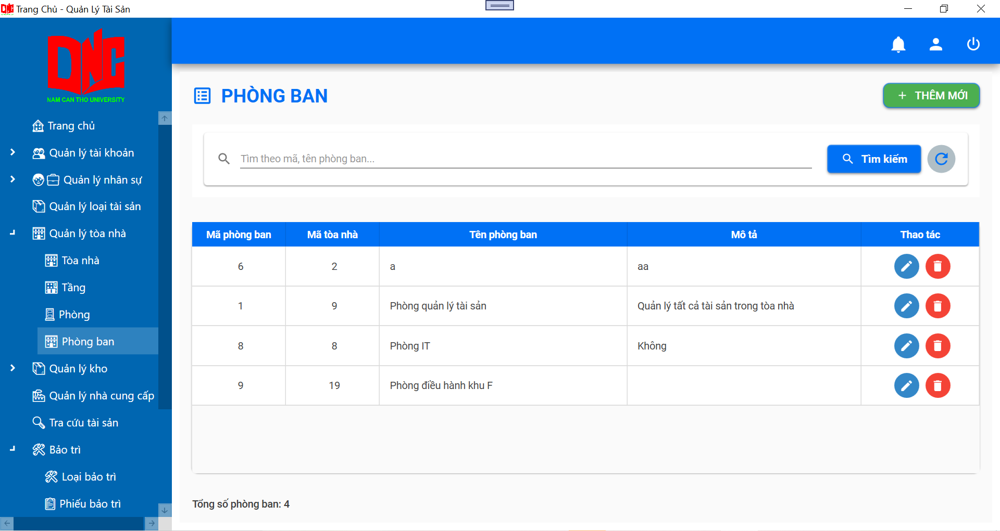 Trang Chủ - Quản Lý Tài Sản
DNC
NAM CAN THO UNIVERSITY
Trang chủ
Quản lý tài khoản
Quản lý nhân sự
Quản lý loại tài sản
Quản lý tòa nhà
Tòa nhà
Tầng
Phòng
Phòng ban
Quản lý kho
Quản lý nhà cung cấp
Tra cứu tài sản
Bảo trì
Loại bảo trì
Phiếu bảo trì
PHÒNG BAN
THÊM MỚI
Tìm theo mã, tên phòng ban...
Tìm kiếm
Mã phòng ban Mã tòa nhà Tên phòng ban Mô tả Thao tác
6 2 a aa
1 9 Phòng quản lý tài sản Quản lý tất cả tài sản trong tòa nhà
8 8 Phòng IT Không
9 19 Phòng điều hành khu F
Tổng số phòng ban: 4